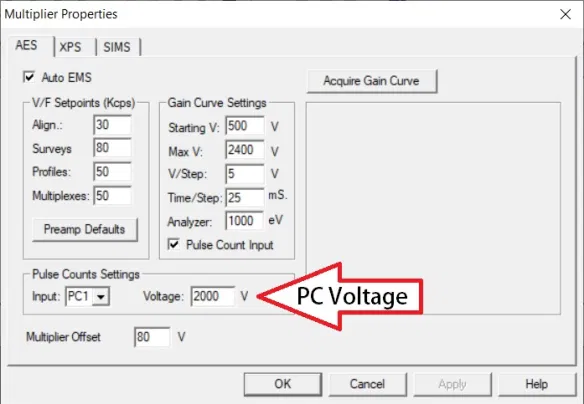 Multiplier Properties
AES XPS SIMS
Auto EMS
Acquire Gain Curve
V/F Setpoints (Kcps)
Align.: 30
Surveys 80
Profiles: 50
Multiplexes: 50
Preamp Defaults
Gain Curve Settings
Starting V: 500 V
Max V: 2400 V
V/Step: 5 V
Time/Step: 25 mS.
Analyzer: 1000 eV
Pulse Count Input
Pulse Counts Settings
Input: PC1 Voltage: 2000 V
PC Voltage
Multiplier Offset 80 V
OK Cancel Apply Help